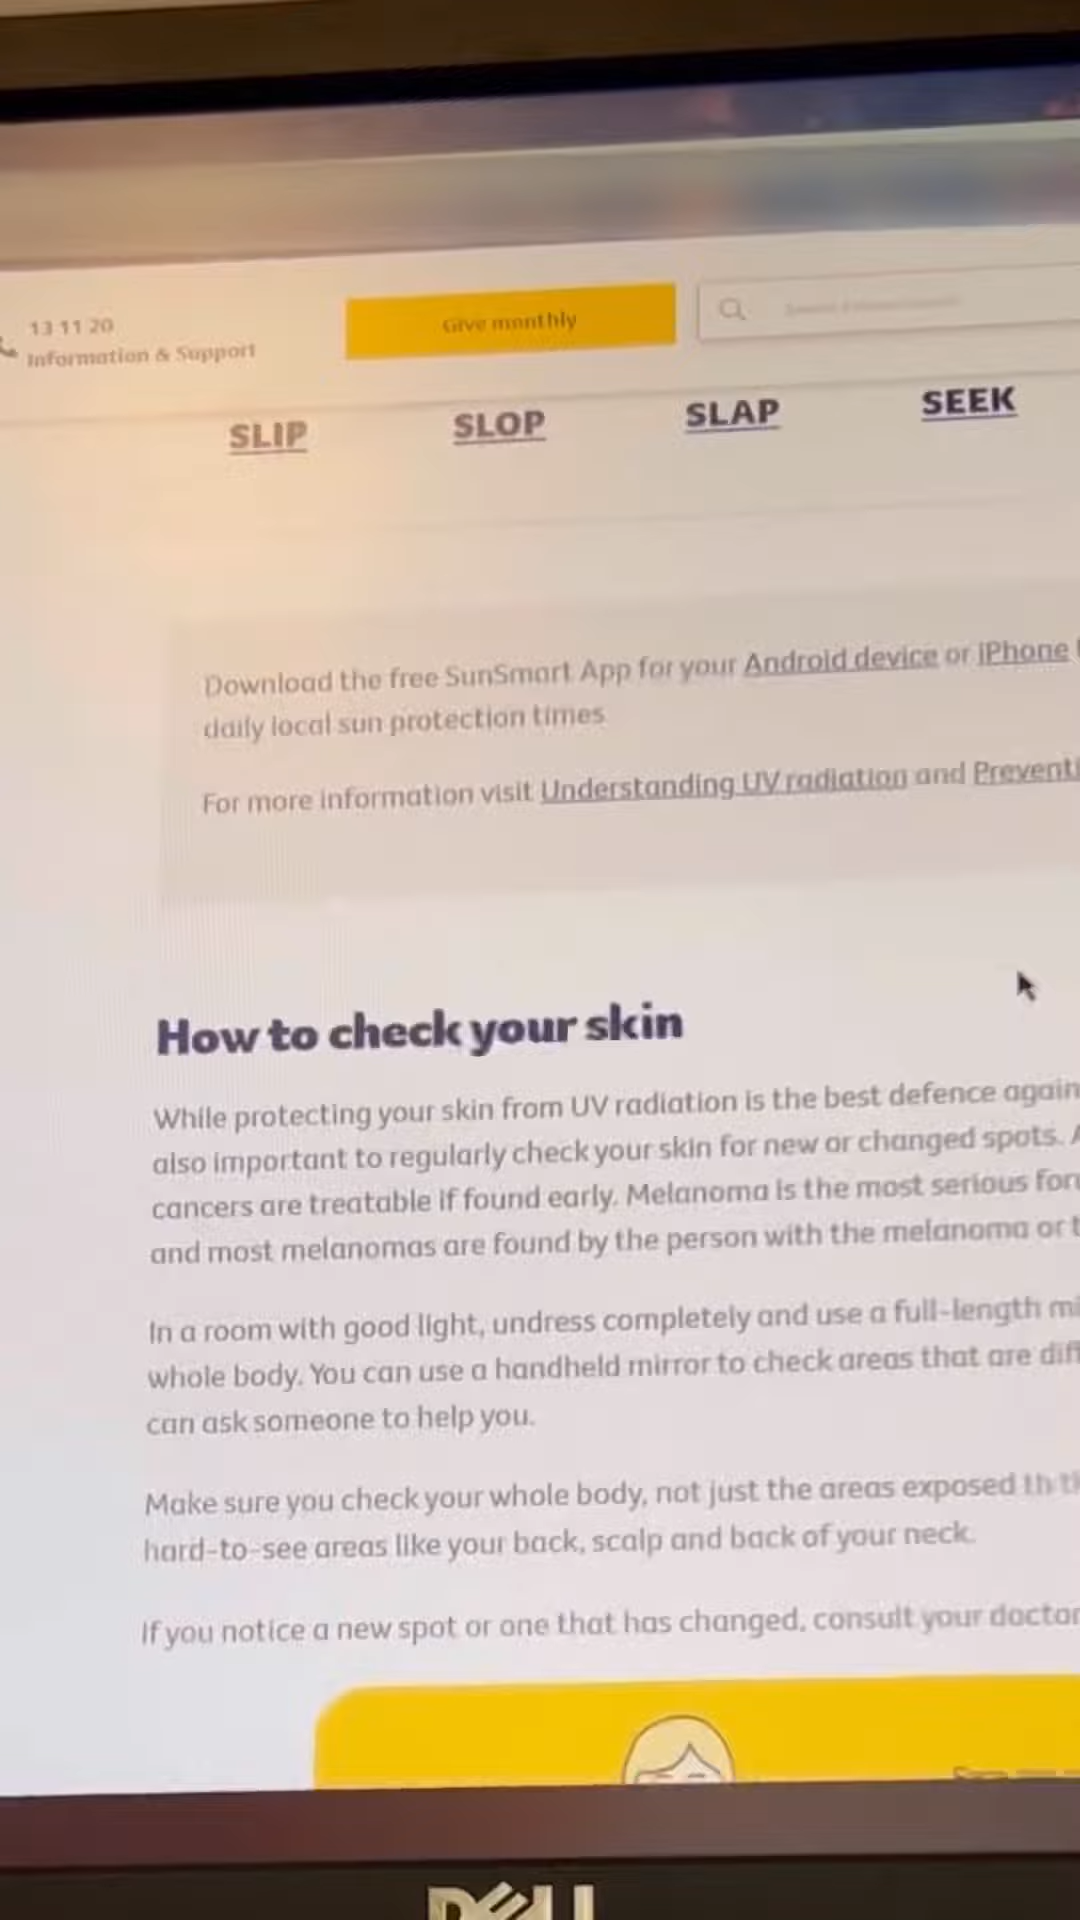 13 11 20
Information & Support
Give monthly
SLIP SLOP SLAP SEEK
Download the free SunSmart App for your Android device or iPhone
daily local sun protection times
For more information visit Understanding UV radiation and Preventi
How to check your skin
While protecting your skin from UV radiation is the best defence again
also important to regularly check your skin for new or changed spots. A
cancers are treatable if found early. Melanoma is the most serious for
and most melanomas are found by the person with the melanoma or
In a room with good light, undress completely and use a full-length mi
whole body. You can use a handheld mirror to check areas that are diff
can ask someone to help you.
Make sure you check your whole body, not just the areas exposed
hard-to-see areas like your back, scalp and back of your neck.
If you notice a new spot or one that has changed, consult your doctor
DELL